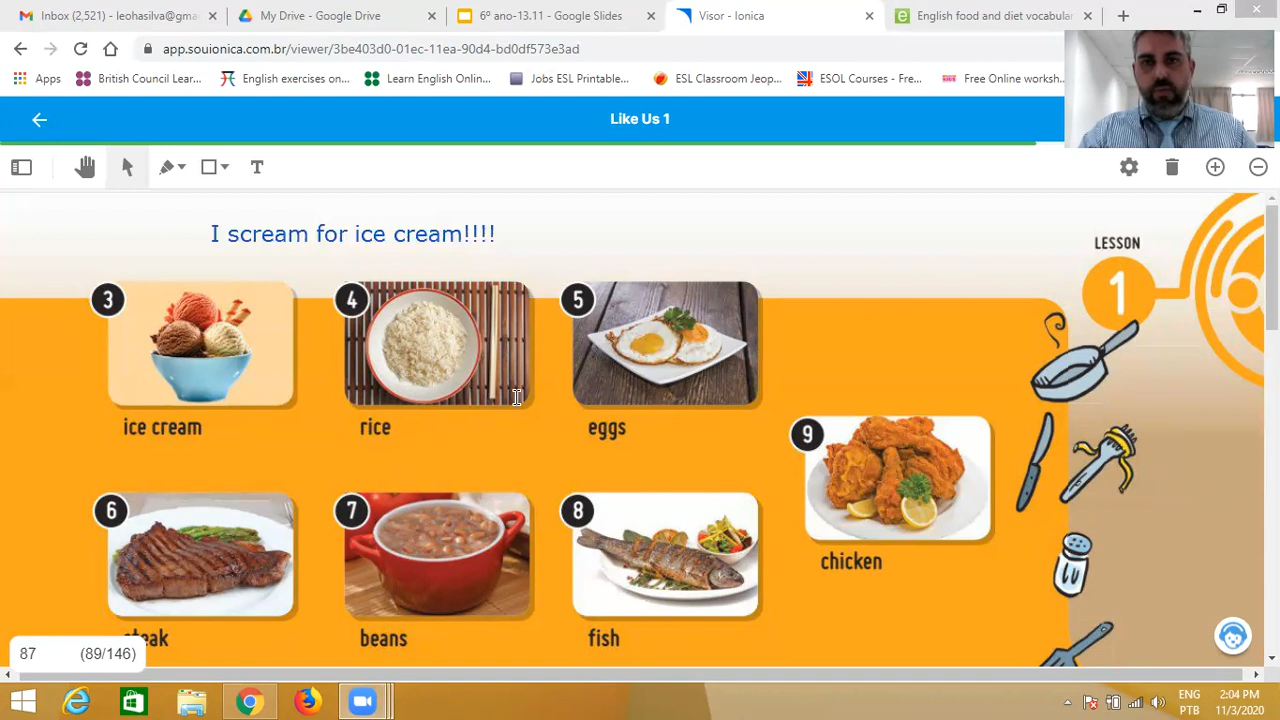 Inbox (2,521) - leohasilva@gma
My Drive - Google Drive
6º ano-13.11 - Google Slides
Visor - Ionica
English food and diet vocabular
app.souionica.com.br/viewer/3be403d0-01ec-11ea-90d4-bd0df573e3ad
Apps
British Council Lear...
English exercises on...
Learn English Onlin...
Jobs ESL Printable...
ESL Classroom Jeop...
ESOL Courses - Fre...
Free Online worksh...
Like Us 1
T
I scream for ice cream!!!!
LESSON
1
3
4
5
ice cream
rice
eggs
9
6
7
8
chicken
steak
beans
fish
87 (89/146)
ENG
2:04 PM
PTB
11/3/2020